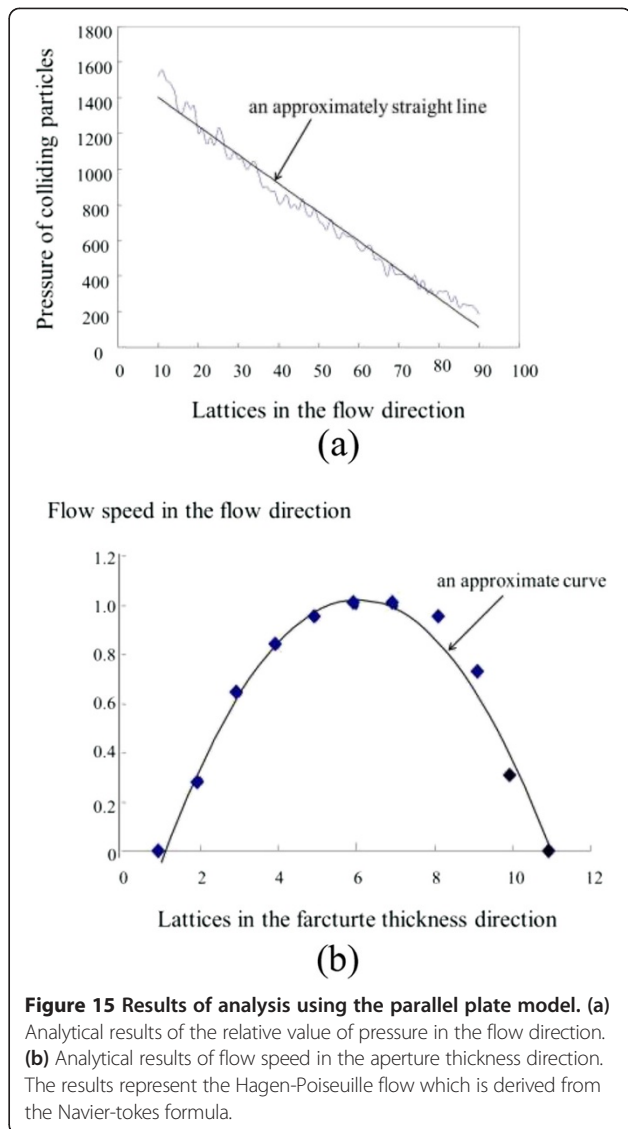 1800
1600
1400
1200
1000
800
600
400
200
0
Pressure of colliding particles
an approximately straight line
0 10 20 30 40 50 60 70 80 90 100
Lattices in the flow direction
(a)
Flow speed in the flow direction
1.2
1.0
0.8
0.6
0.4
0.2
0
an approximate curve
0 2 4 6 8 10 12
Lattices in the farcturte thickness direction
(b)
Figure 15 Results of analysis using the parallel plate model. (a)
Analytical results of the relative value of pressure in the flow direction.
(b) Analytical results of flow speed in the aperture thickness direction.
The results represent the Hagen-Poiseuille flow which is derived from
the Navier-tokes formula.